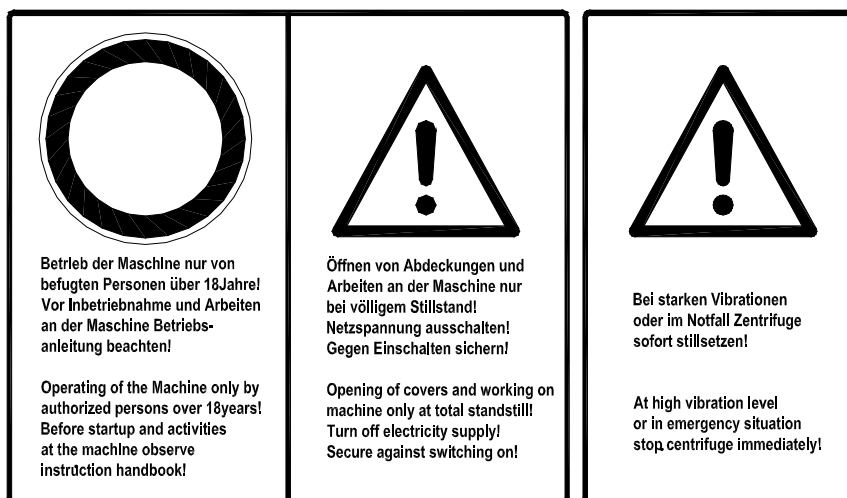 Betrieb der Maschine nur von
befugten Personen über 18Jahre!
Vor Inbetriebnahme und Arbeiten
an der Maschine Betriebs-
anleitung beachten!
Operating of the Machine only by
authorized persons over 18years!
Before startup and activities
at the machine observe
instruction handbook!
Öffnen von Abdeckungen und
Arbeiten an der Maschine nur
bei völligem Stillstand!
Netzspannung ausschalten!
Gegen Einschalten sichern!
Opening of covers and working on
machine only at total standstill!
Turn off electricity supply!
Secure against switching on!
Bei starken Vibrationen
oder im Notfall Zentrifuge
sofort stillsetzen!
At high vibration level
or in emergency situation
stop centrifuge immediately!